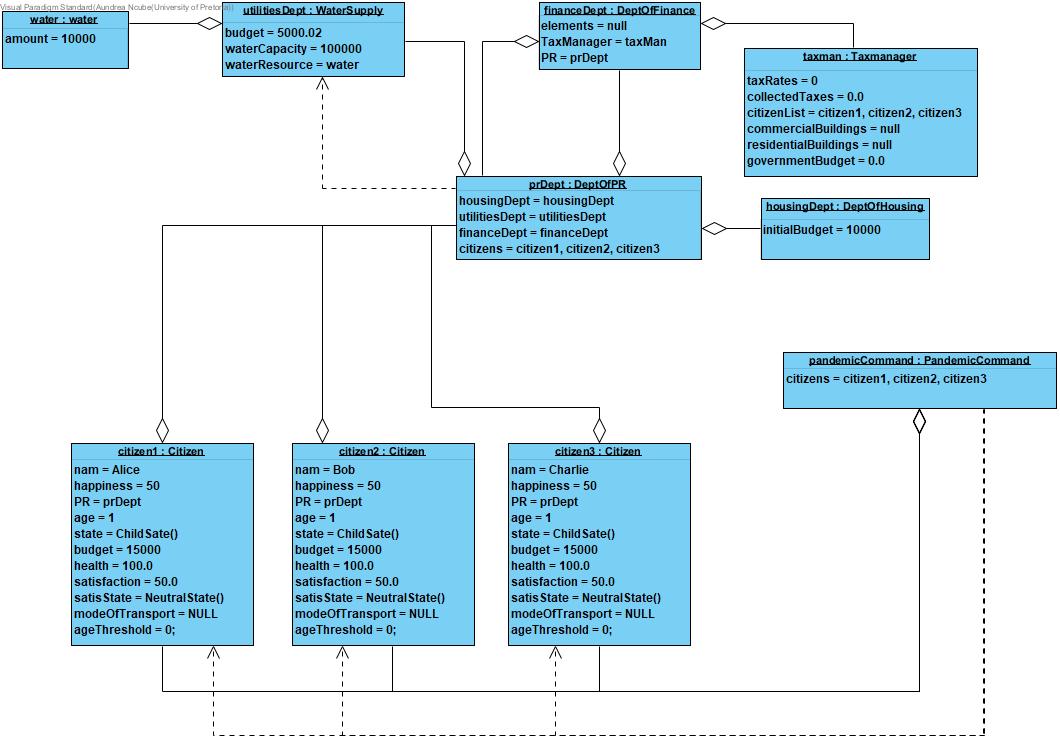 Visual Paradigm Standard(Aundrea Ncube(University of Pretoria))
water : water
amount = 10000
utilitiesDept : WaterSupply
budget = 5000.02
waterCapacity = 100000
waterResource = water
financeDept : DeptOfFinance
elements = null
TaxManager = taxMan
PR = prDept
taxman : Taxmanager
taxRates = 0
collectedTaxes = 0.0
citizenList = citizen1, citizen2, citizen3
commercialBuildings = null
residentialBuildings = null
governmentBudget = 0.0
prDept : DeptOfPR
housingDept = housingDept
utilitiesDept = utilitiesDept
financeDept = financeDept
citizens = citizen1, citizen2, citizen3
housingDept : DeptOfHousing
initialBudget = 10000
pandemicCommand : PandemicCommand
citizens = citizen1, citizen2, citizen3
citizen1 : Citizen
nam = Alice
happiness = 50
PR = prDept
age = 1
state = ChildSate()
budget = 15000
health = 100.0
satisfaction = 50.0
satisState = NeutralState()
modeOfTransport = NULL
ageThreshold = 0;
citizen2 : Citizen
nam = Bob
happiness = 50
PR = prDept
age = 1
state = ChildSate()
budget = 15000
health = 100.0
satisfaction = 50.0
satisState = NeutralState()
modeOfTransport = NULL
ageThreshold = 0;
citizen3 : Citizen
nam = Charlie
happiness = 50
PR = prDept
age = 1
state = ChildSate()
budget = 15000
health = 100.0
satisfaction = 50.0
satisState = NeutralState()
modeOfTransport = NULL
ageThreshold = 0;